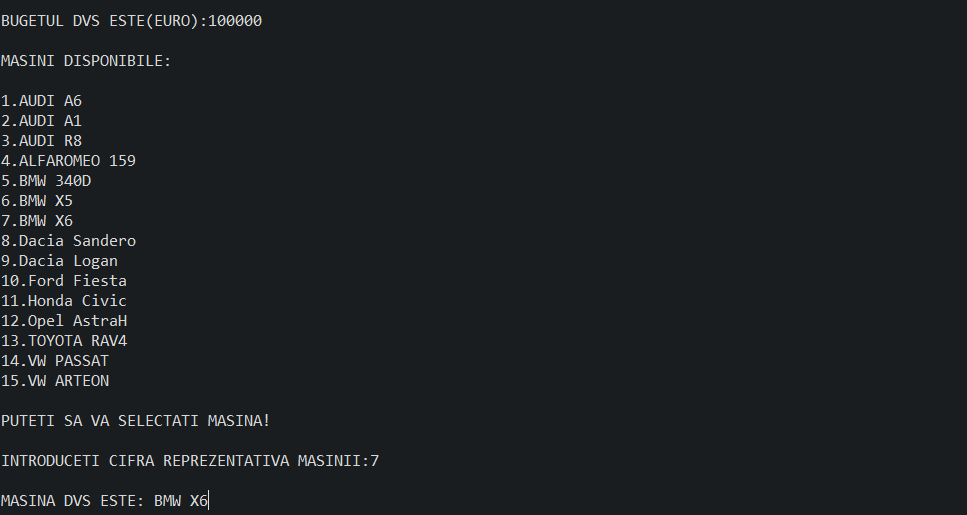 BUGETUL DVS ESTE(EURO):100000
MASINI DISPONIBILE:
1.AUDI A6
2.AUDI A1
3.AUDI R8
4.ALFAROMEO 159
5.BMW 340D
6.BMW X5
7.BMW X6
8.Dacia Sandero
9.Dacia Logan
10.Ford Fiesta
11.Honda Civic
12.Opel AstraH
13.TOYOTA RAV4
14.VW PASSAT
15.VW ARTEON
PUTETI SA VA SELECTATI MASINA!
INTRODUCETI CIFRA REPREZENTATIVA MASINII:7
MASINA DVS ESTE: BMW X6